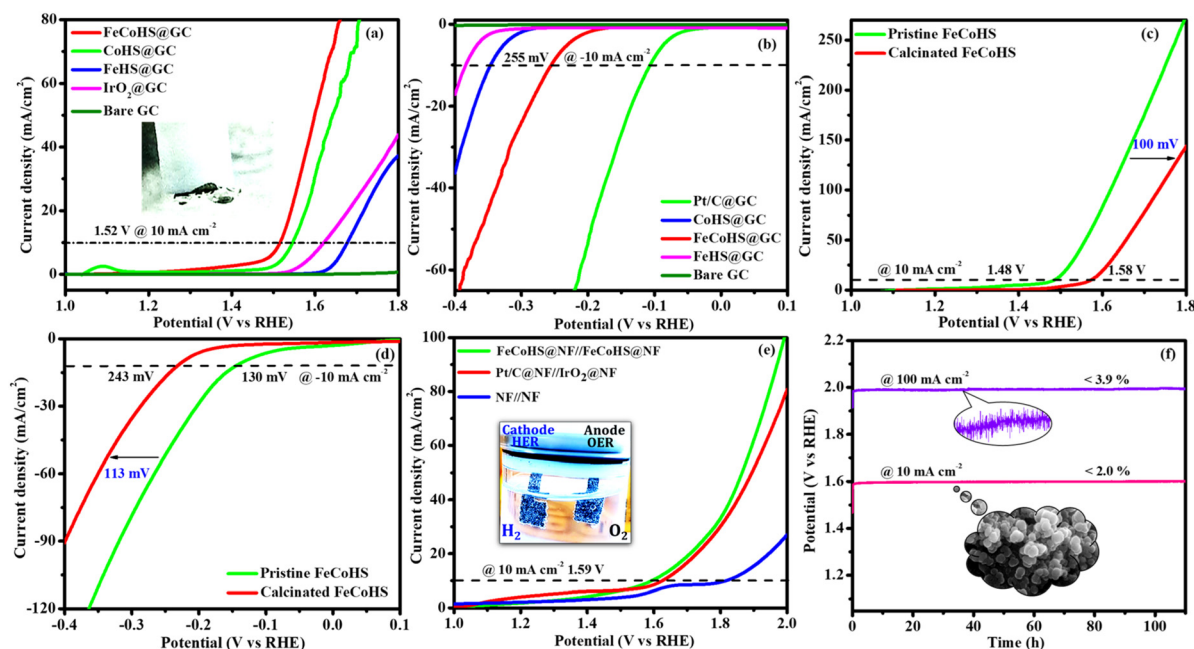 (a)
FeCoHS@GC
CoHS@GC
FeHS@GC
IrO2@GC
Bare GC
1.52 V @ 10 mA cm-2
80
60
40
20
0
1.0 1.2 1.4 1.6 1.8
Current density (mA/cm2)
Potential (V vs RHE)
(b)
255 mV @ -10 mA cm-2
Pt/C@GC
CoHS@GC
FeCoHS@GC
FeHS@GC
Bare GC
0
-20
-40
-60
-0.4 -0.3 -0.2 -0.1 0.0 0.1
Current density (mA/cm2)
Potential (V vs RHE)
(c)
Pristine FeCoHS
Calcinated FeCoHS
100 mV
@ 10 mA cm-2 1.48 V 1.58 V
250
200
150
100
50
0
1.0 1.2 1.4 1.6 1.8
Current density (mA/cm2)
Potential (V vs RHE)
(d)
243 mV 130 mV @ -10 mA cm-2
113 mV
Pristine FeCoHS
Calcinated FeCoHS
0
-30
-60
-90
-120
-0.4 -0.3 -0.2 -0.1 0.0 0.1
Current density (mA/cm2)
Potential (V vs RHE)
(e)
FeCoHS@NF//FeCoHS@NF
Pt/C@NF//IrO2@NF
NF//NF
Cathode Anode
HER OER
H2 O2
@ 10 mA cm-2 1.59 V
100
80
60
40
20
0
1.0 1.2 1.4 1.6 1.8 2.0
Current density (mA/cm2)
Potential (V vs RHE)
(f)
@ 100 mA cm-2 < 3.9 %
@ 10 mA cm-2 < 2.0 %
2.2
2.1
2.0
1.8
1.6
1.4
1.2
0 20 40 60 80 100
Potential (V vs RHE)
Time (h)